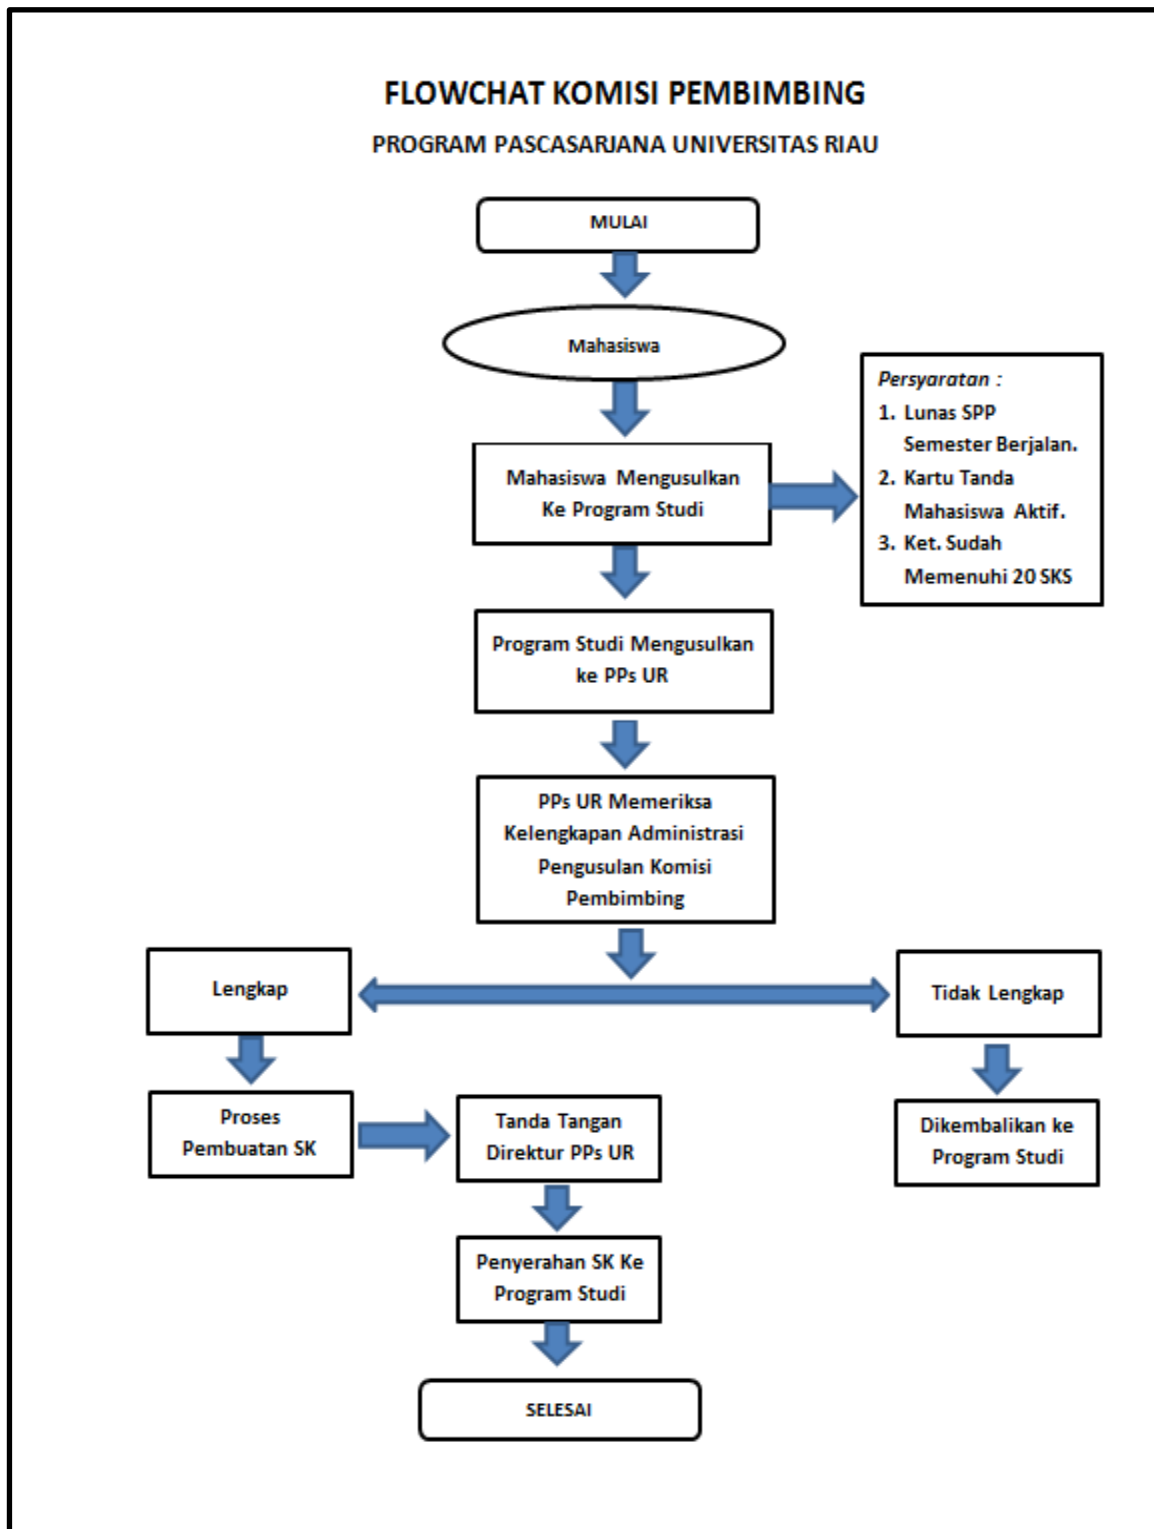 FLOWCHAT KOMISI PEMBIMBING
PROGRAM PASCASARJANA UNIVERSITAS RIAU
MULAI
Mahasiswa
Mahasiswa Mengusulkan
Ke Program Studi
Persyaratan :
1. Lunas SPP
Semester Berjalan.
2. Kartu Tanda
Mahasiswa Aktif.
3. Ket. Sudah
Memenuhi 20 SKS
Program Studi Mengusulkan
ke PPs UR
PPs UR Memeriksa
Kelengkapan Administrasi
Pengusulan Komisi
Pembimbing
Lengkap
Tidak Lengkap
Proses
Pembuatan SK
Tanda Tangan
Direktur PPs UR
Dikembalikan ke
Program Studi
Penyerahan SK Ke
Program Studi
SELESAI